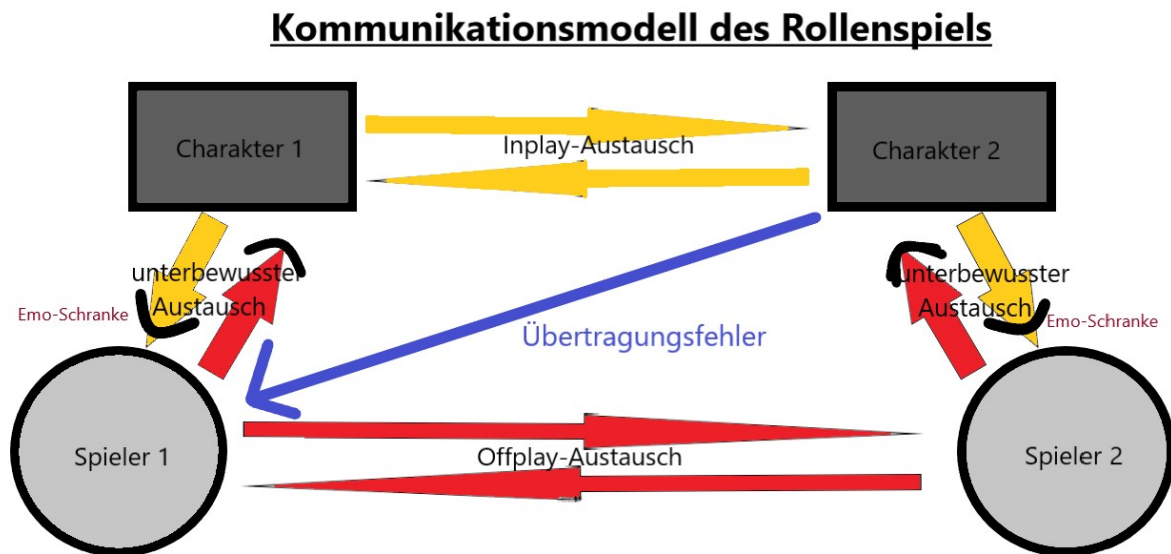 Kommunikationsmodell des Rollenspiels
Charakter 1
Inplay-Austausch
Charakter 2
unterbewusster
Austausch
Emo-Schranke
Übertragungsfehler
unterbewusster
Austausch
Emo-Schranke
Spieler 1
Offplay-Austausch
Spieler 2